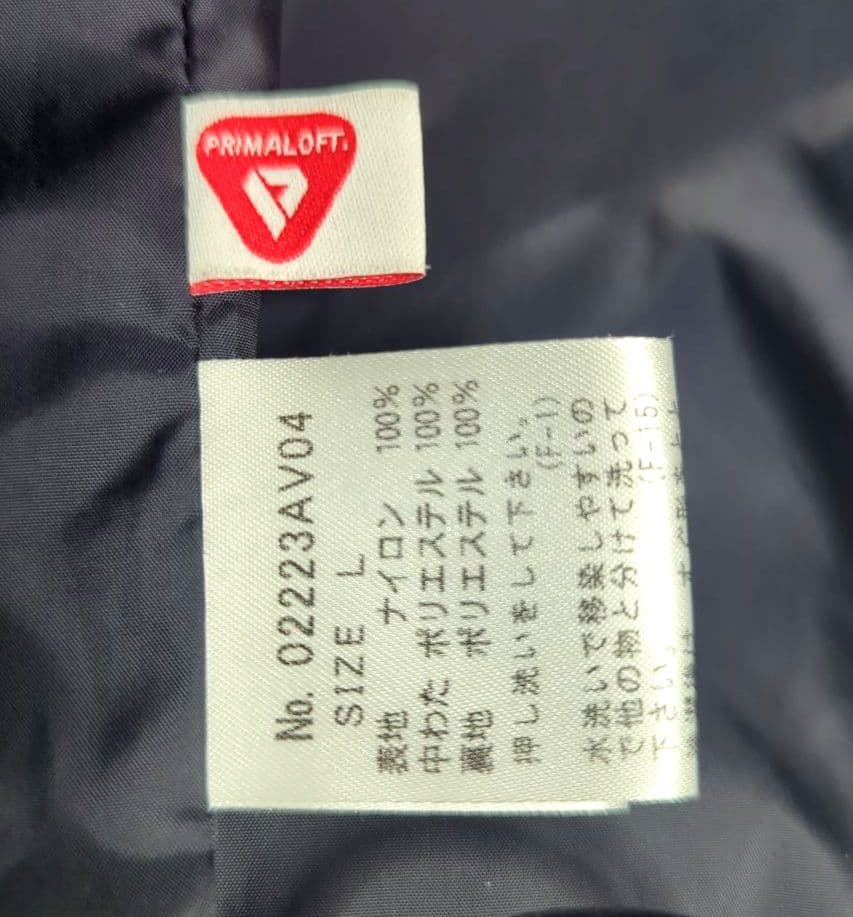 PRIMALOFT®
No. 02223AV04
SIZE L
表地 ナイロン 100%
中わた ポリエステル 100%
裏地 ポリエステル 100%
押し洗いをして下さい。
(F-1)
水洗いで移染しやすいの
で他の物と分けて洗って
下さい。 (F-15)